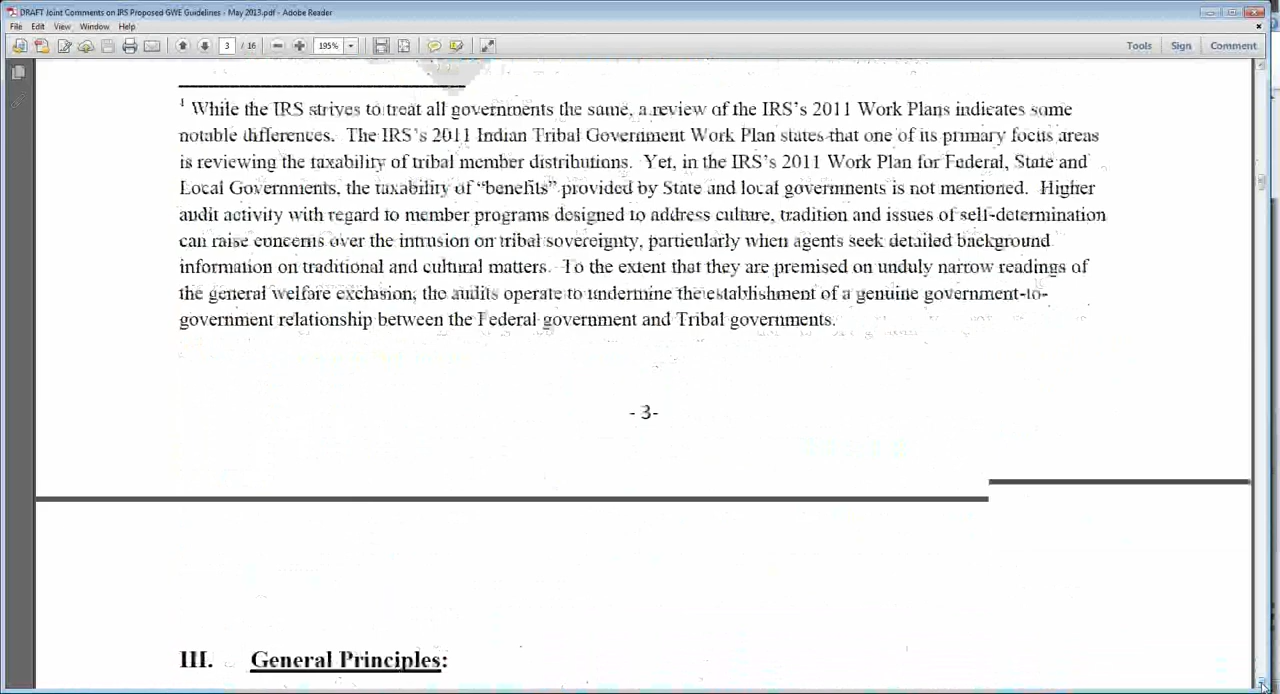 DRAFT Joint Comments on IRS Proposed GWE Guidelines - May 2013.pdf - Adobe Reader
File Edit View Window Help
3 / 16 195% Tools Sign Comment
1 While the IRS strives to treat all governments the same, a review of the IRS's 2011 Work Plans indicates some
notable differences. The IRS's 2011 Indian Tribal Government Work Plan states that one of its primary focus areas
is reviewing the taxability of tribal member distributions. Yet, in the IRS's 2011 Work Plan for Federal, State and
Local Governments, the taxability of “benefits” provided by State and local governments is not mentioned. Higher
audit activity with regard to member programs designed to address culture, tradition and issues of self-determination
can raise concerns over the intrusion on tribal sovereignty, particularly when agents seek detailed background
information on traditional and cultural matters. To the extent that they are premised on unduly narrow readings of
the general welfare exclusion, the audits operate to undermine the establishment of a genuine government-to-
government relationship between the Federal government and Tribal governments.
- 3-
III. General Principles: